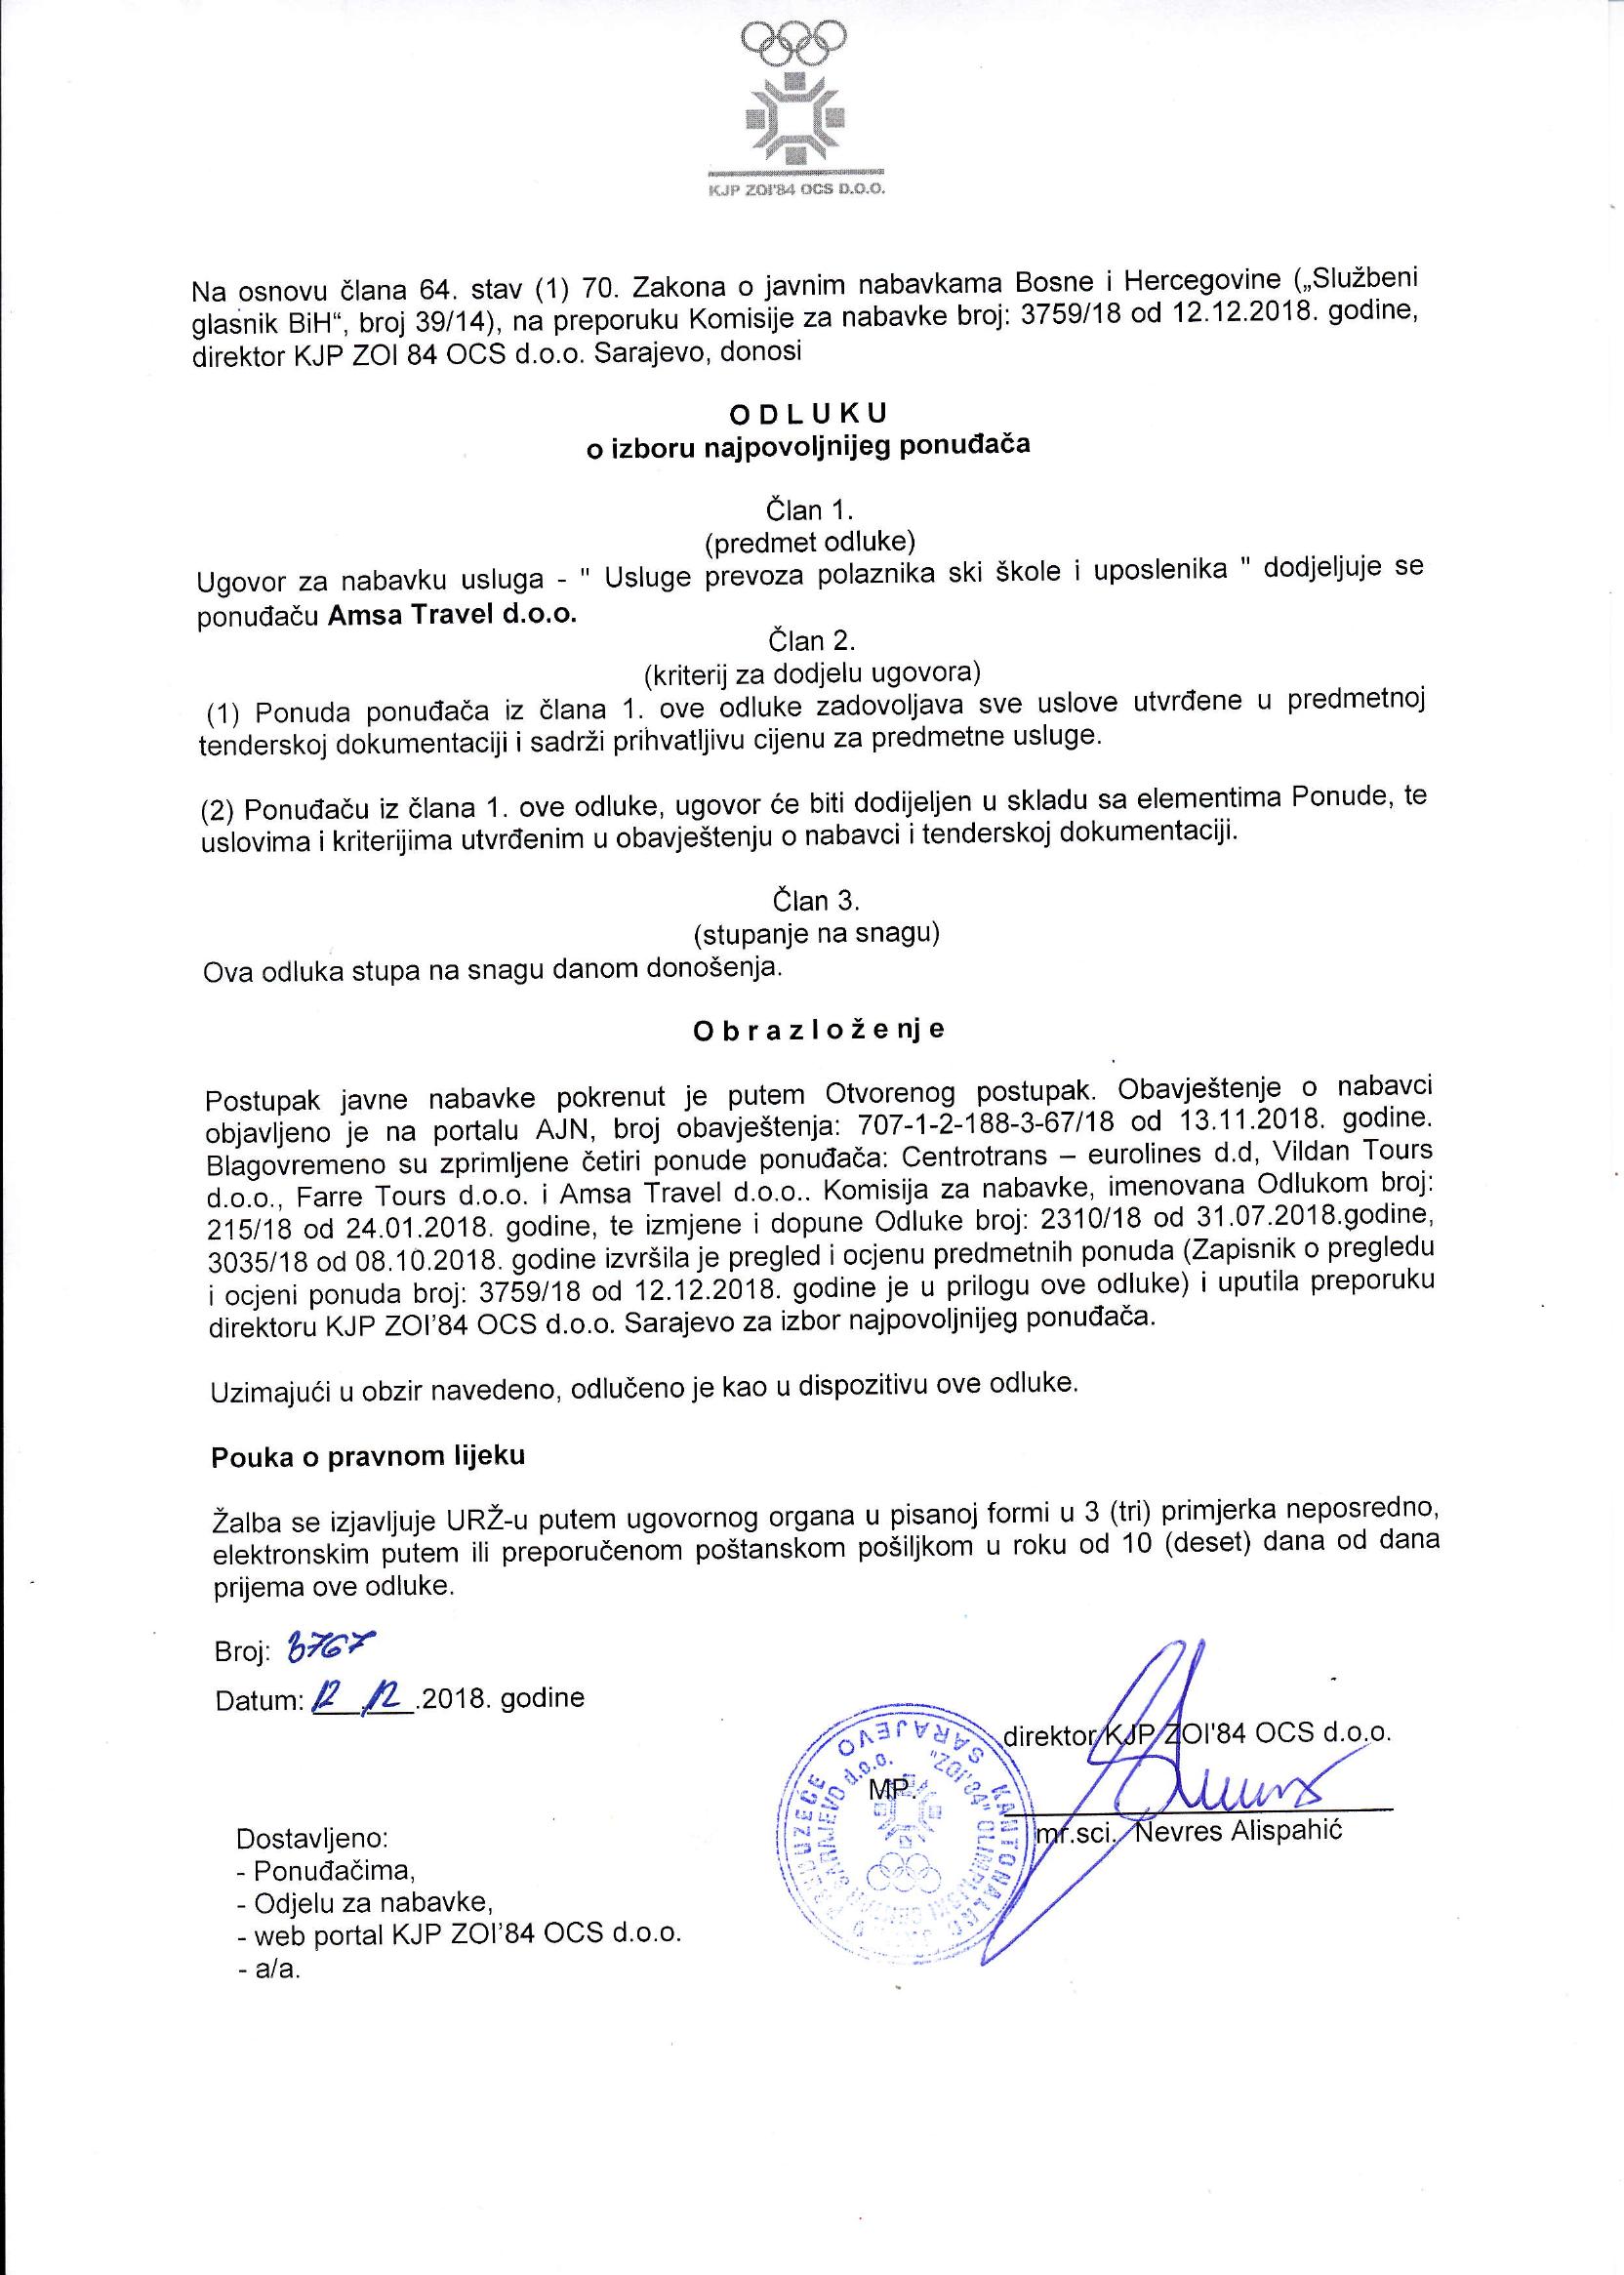 KJP ZOI'84 OCS D.O.O.
Na osnovu člana 64. stav (1) 70. Zakona o javnim nabavkama Bosne i Hercegovine („Službeni
glasnik BiH“, broj 39/14), na preporuku Komisije za nabavke broj: 3759/18 od 12.12.2018. godine,
direktor KJP ZOI 84 OCS d.o.o. Sarajevo, donosi
O D L U K U
o izboru najpovoljnijeg ponuđača
Član 1.
(predmet odluke)
Ugovor za nabavku usluga - " Usluge prevoza polaznika ski škole i uposlenika " dodjeljuje se
ponuđaču Amsa Travel d.o.o.
Član 2.
(kriterij za dodjelu ugovora)
(1) Ponuda ponuđača iz člana 1. ove odluke zadovoljava sve uslove utvrđene u predmetnoj
tenderskoj dokumentaciji i sadrži prihvatljivu cijenu za predmetne usluge.
(2) Ponuđaču iz člana 1. ove odluke, ugovor će biti dodijeljen u skladu sa elementima Ponude, te
uslovima i kriterijima utvrđenim u obavještenju o nabavci i tenderskoj dokumentaciji.
Član 3.
(stupanje na snagu)
Ova odluka stupa na snagu danom donošenja.
O b r a z l o ž e nj e
Postupak javne nabavke pokrenut je putem Otvorenog postupak. Obavještenje o nabavci
objavljeno je na portalu AJN, broj obavještenja: 707-1-2-188-3-67/18 od 13.11.2018. godine.
Blagovremeno su zprimljene četiri ponude ponuđača: Centrotrans – eurolines d.d, Vildan Tours
d.o.o., Farre Tours d.o.o. i Amsa Travel d.o.o.. Komisija za nabavke, imenovana Odlukom broj:
215/18 od 24.01.2018. godine, te izmjene i dopune Odluke broj: 2310/18 od 31.07.2018.godine,
3035/18 od 08.10.2018. godine izvršila je pregled i ocjenu predmetnih ponuda (Zapisnik o pregledu
i ocjeni ponuda broj: 3759/18 od 12.12.2018. godine je u prilogu ove odluke) i uputila preporuku
direktoru KJP ZOI’84 OCS d.o.o. Sarajevo za izbor najpovoljnijeg ponuđača.
Uzimajući u obzir navedeno, odlučeno je kao u dispozitivu ove odluke.
Pouka o pravnom lijeku
Žalba se izjavljuje URŽ-u putem ugovornog organa u pisanoj formi u 3 (tri) primjerka neposredno,
elektronskim putem ili preporučenom poštanskom pošiljkom u roku od 10 (deset) dana od dana
prijema ove odluke.
Broj: 3767
Datum: 12.12.2018. godine
direktor KJP ZOI'84 OCS d.o.o.
MP.
mr.sci. Nevres Alispahić
SARAJEVO
"ZOI'84"
SARAJEVO d.o.o.
Dostavljeno:
- Ponuđačima,
- Odjelu za nabavke,
- web portal KJP ZOI’84 OCS d.o.o.
- a/a.